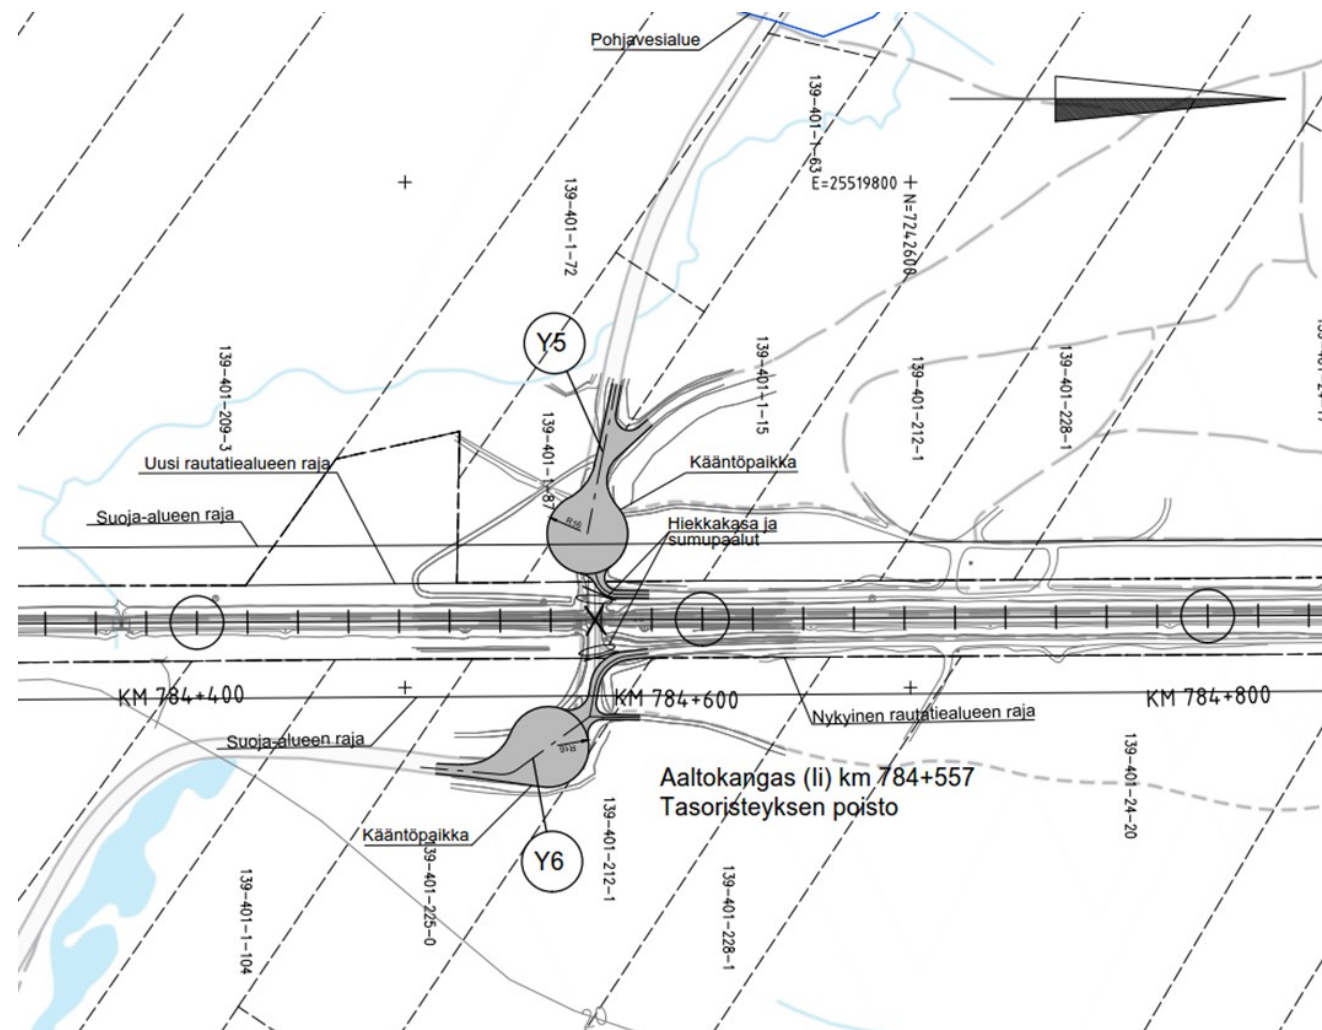 Pohjavesialue
139-401-1-63
E=25519800
N=7242600
139-401-1-72
Y5
139-401-209-3
139-401-1-15
139-401-212-1
139-401-228-1
139-401-1-87
Uusi rautatiealueen raja
Kääntöpaikka
Suoja-alueen raja
R16
Hiekkakasa ja
sumupaalut
KM 784+400
KM 784+600
KM 784+800
Nykyinen rautatiealueen raja
Suoja-alueen raja
R16
Aaltokangas (Ii) km 784+557
Tasoristeyksen poisto
139-401-24-20
Kääntöpaikka
Y6
139-401-212-1
139-401-225-0
139-401-1-104
139-401-228-1
20